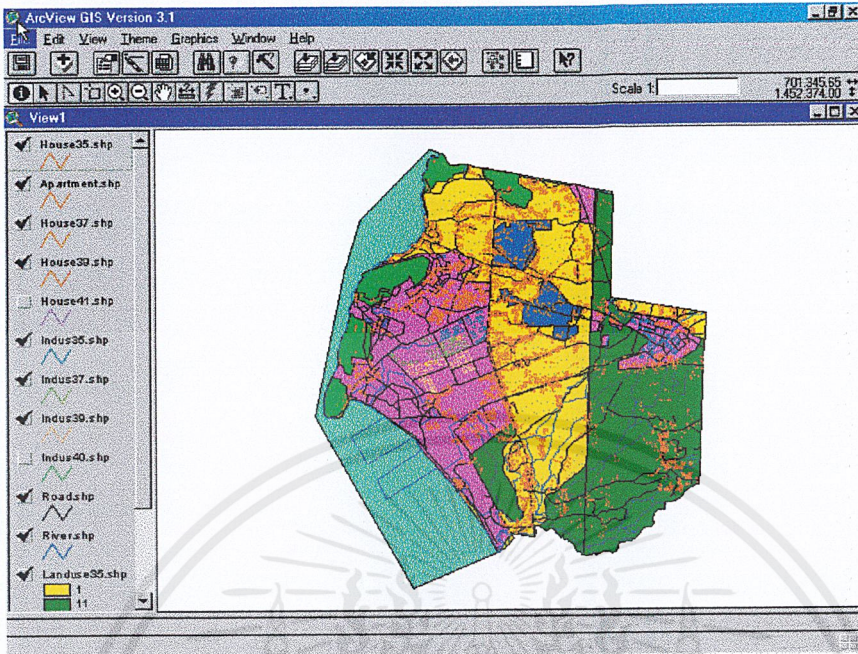 ArcView GIS Version 3.1
File Edit View Theme Graphics Window Help
Scale 1:
701,345.65
1,452,374.00
View1
House35.shp
Apartment.shp
House37.shp
House39.shp
House41.shp
Indus35.shp
Indus37.shp
Indus39.shp
Indus40.shp
Road.shp
River.shp
Landuse35.shp
1
11